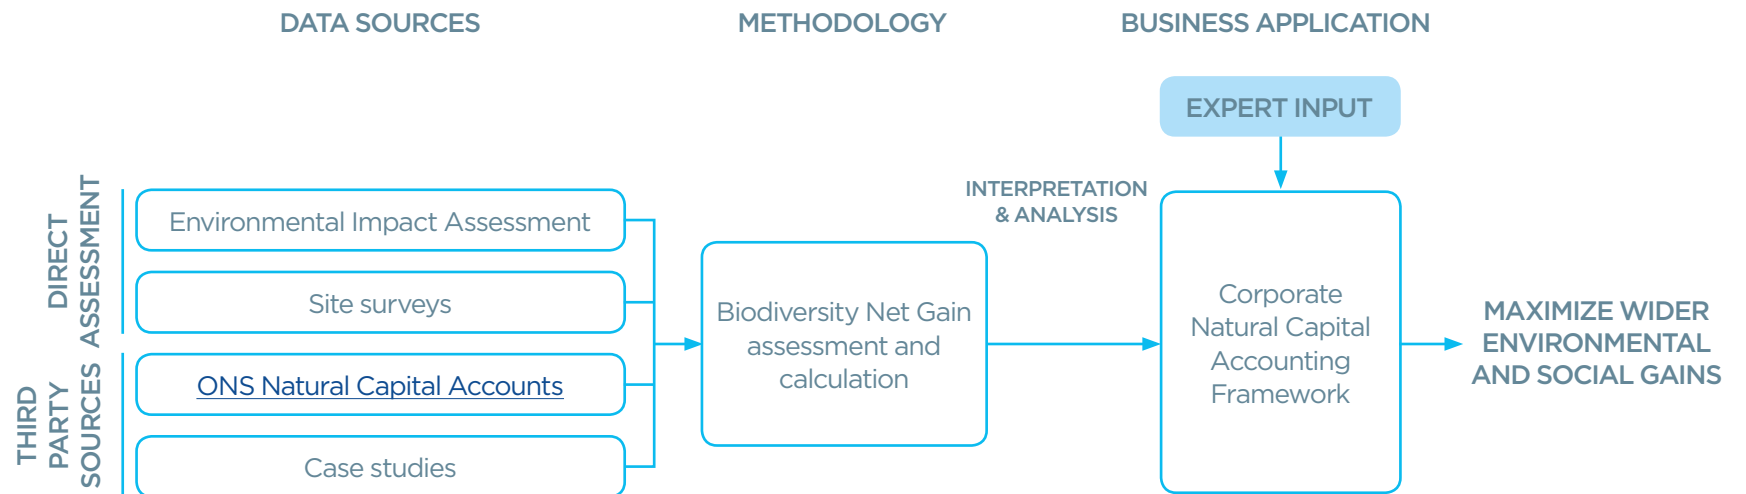 DATA SOURCES
METHODOLOGY
BUSINESS APPLICATION
EXPERT INPUT
DIRECT
ASSESSMENT
Environmental Impact Assessment
Site surveys
THIRD
PARTY
SOURCES
ONS Natural Capital Accounts
Case studies
Biodiversity Net Gain
assessment and
calculation
INTERPRETATION
& ANALYSIS
Corporate
Natural Capital
Accounting
Framework
MAXIMIZE WIDER
ENVIRONMENTAL
AND SOCIAL GAINS